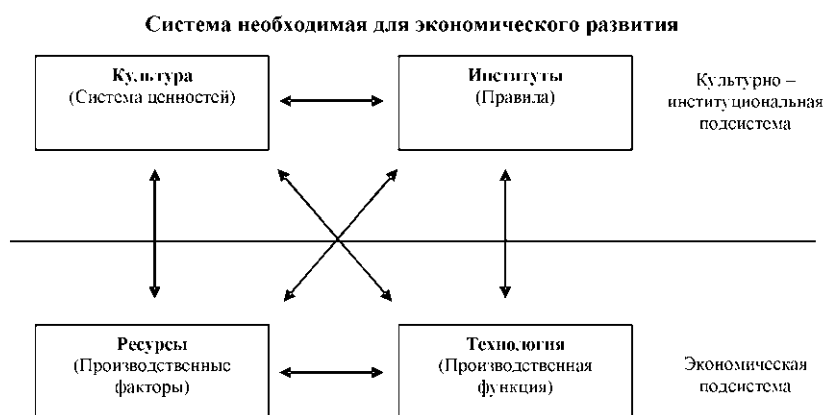 Система необходимая для экономического развития
Культура
(Система ценностей)
Институты
(Правила)
Культурно –
институциональная
подсистема
Ресурсы
(Производственные
факторы)
Технология
(Производственная
функция)
Экономическая
подсистема